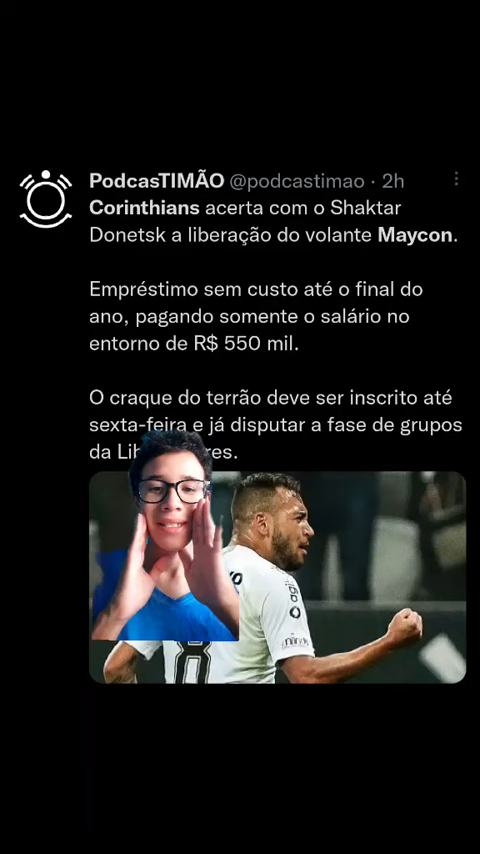 PodcasTIMÃO @podcastimao · 2h
Corinthians acerta com o Shaktar
Donetsk a liberação do volante Maycon.
Empréstimo sem custo até o final do
ano, pagando somente o salário no
entorno de R$ 550 mil.
O craque do terrão deve ser inscrito até
sexta-feira e já disputar a fase de grupos
da
8